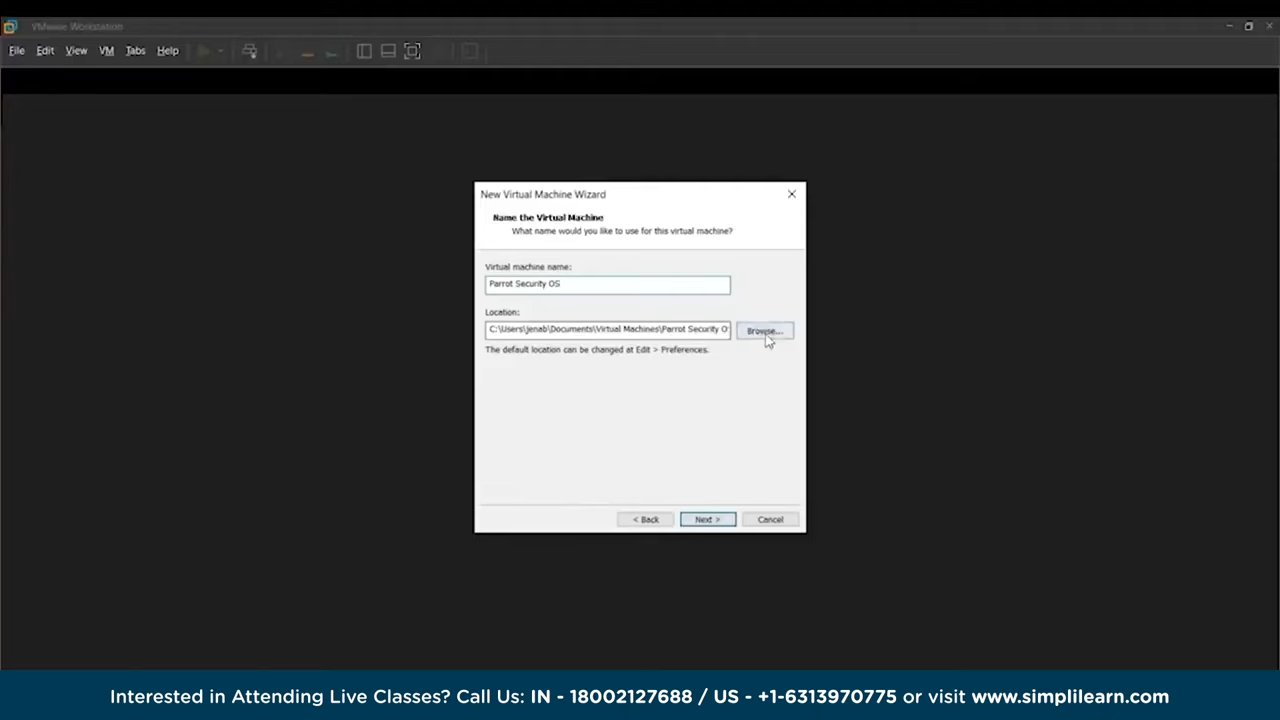 VMware Workstation
File Edit View VM Tabs Help
New Virtual Machine Wizard
Name the Virtual Machine
What name would you like to use for this virtual machine?
Virtual machine name:
Parrot Security OS
Location:
C:\Users\jenab\Documents\Virtual Machines\Parrot Security O
Browse...
The default location can be changed at Edit > Preferences.
< Back Next > Cancel
Interested in Attending Live Classes? Call Us: IN - 18002127688 / US - +1-6313970775 or visit www.simplilearn.com